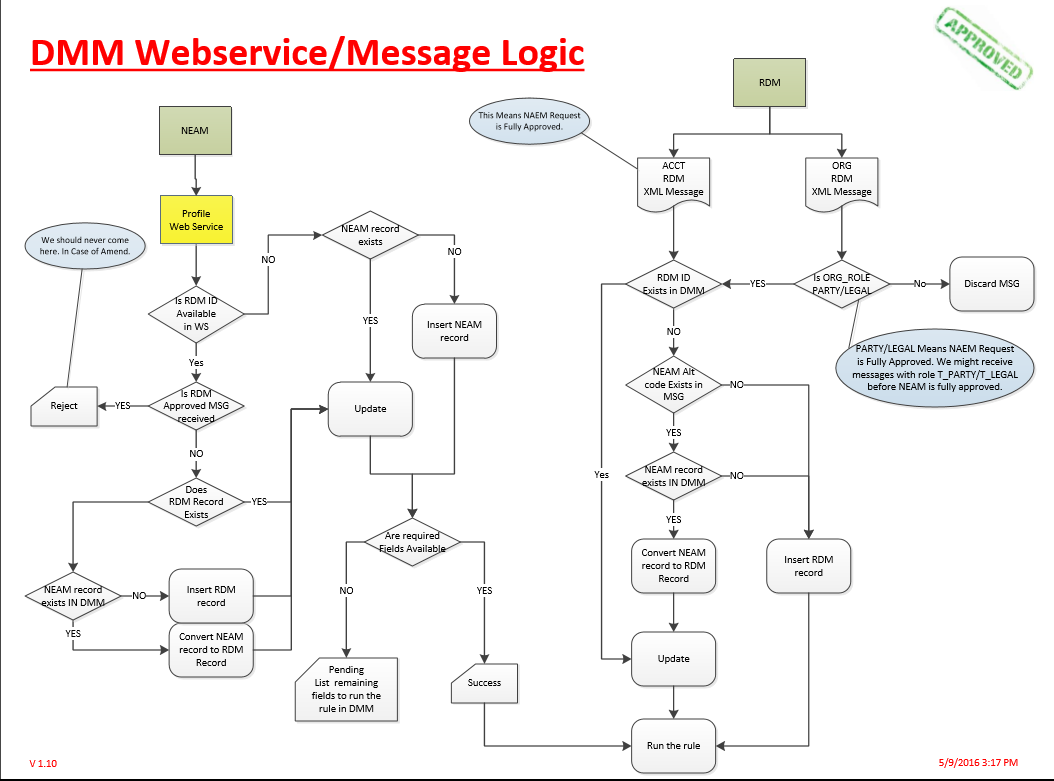 DMM Webservice/Message Logic
APPROVED
RDM
This Means NAEM Request
is Fully Approved.
NEAM
ACCT
RDM
XML Message
ORG
RDM
XML Message
Profile
Web Service
We should never come
here. In Case of Amend.
NEAM record
exists
NO
NO
Is RDM ID
Available
in WS
RDM ID
Exists in DMM
YES
Is ORG_ROLE
PARTY/LEGAL
No
Discard MSG
YES
Insert NEAM
record
NO
PARTY/LEGAL Means NAEM Request
is Fully Approved. We might receive
messages with role T_PARTY/T_LEGAL
before NEAM is fully approved.
Yes
NEAM Alt
code Exists in
MSG
NO
Reject
YES
Is RDM
Approved MSG
received
Update
YES
NO
Yes
NEAM record
exists IN DMM
NO
Does
RDM Record
Exists
YES
YES
Are required
Fields Available
Convert NEAM
record to RDM
Record
Insert RDM
record
NEAM record
exists IN DMM
NO
Insert RDM
record
NO
YES
YES
Convert NEAM
record to RDM
Record
Update
Pending
List  remaining
fields to run the
rule in DMM
Success
Run the rule
V 1.10
5/9/2016 3:17 PM